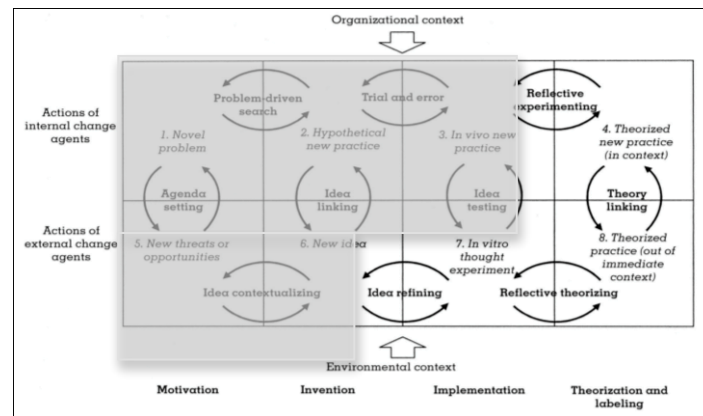 Organizational context
Actions of
internal change
agents
Problem-driven
search
Trial and error
Reflective
experimenting
1. Novel
problem
2. Hypothetical
new practice
3. In vivo new
practice
4. Theorized
new practice
(in context)
Agenda
setting
Idea
linking
Idea
testing
Theory
linking
Actions of
external change
agents
5. New threats or
opportunities
6. New idea
7. In vitro
thought
experiment
8. Theorized
practice (out of
immediate
context)
Idea contextualizing
Idea refining
Reflective theorizing
Environmental context
Motivation
Invention
Implementation
Theorization and
labeling